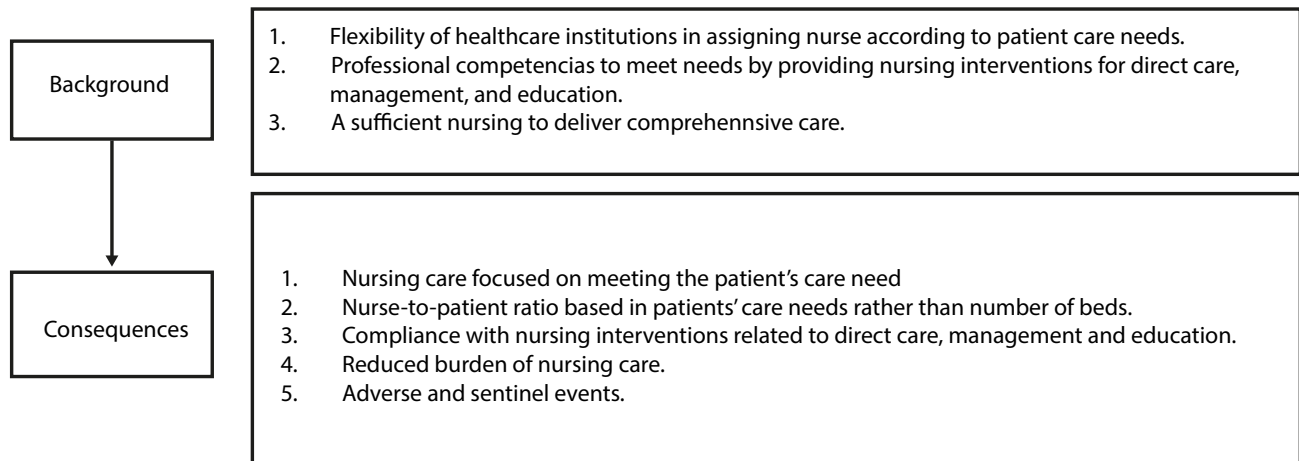 Background
1. Flexibility of healthcare institutions in assigning nurse according to patient care needs.
2. Professional competencias to meet needs by providing nursing interventions for direct care,
management, and education.
3. A sufficient nursing to deliver comprehennsive care.
Consequences
1. Nursing care focused on meeting the patient’s care need
2. Nurse-to-patient ratio based in patients’ care needs rather than number of beds.
3. Compliance with nursing interventions related to direct care, management and education.
4. Reduced burden of nursing care.
5. Adverse and sentinel events.